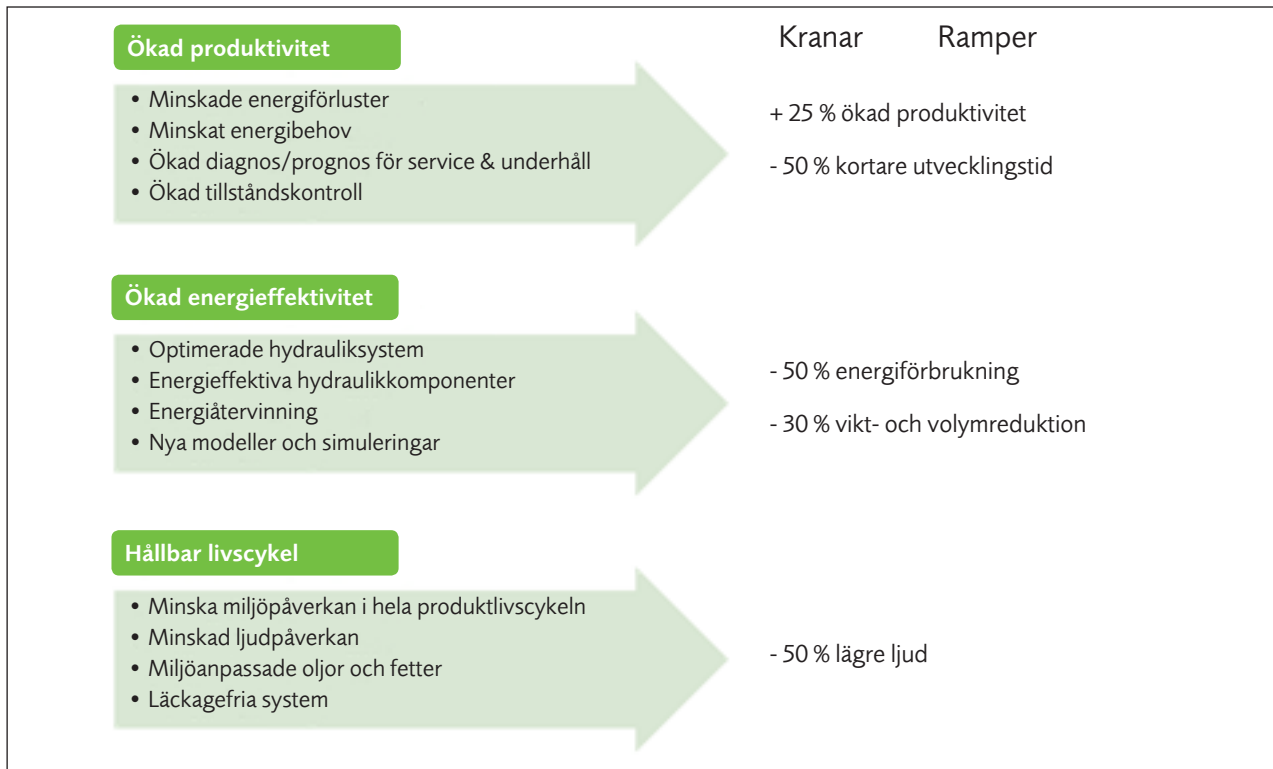 Kranar Ramper
Ökad produktivitet
• Minskade energiförluster
• Minskat energibehov
• Ökad diagnos/prognos för service & underhåll
• Ökad tillståndskontroll
+ 25 % ökad produktivitet
- 50 % kortare utvecklingstid
Ökad energieffektivitet
• Optimerade hydrauliksystem
• Energieffektiva hydraulikkomponenter
• Energiåtervinning
• Nya modeller och simuleringar
- 50 % energiförbrukning
- 30 % vikt- och volymreduktion
Hållbar livscykel
• Minska miljöpåverkan i hela produktlivscykeln
• Minskad ljudpåverkan
• Miljöanpassade oljor och fetter
• Läckagefria system
- 50 % lägre ljud